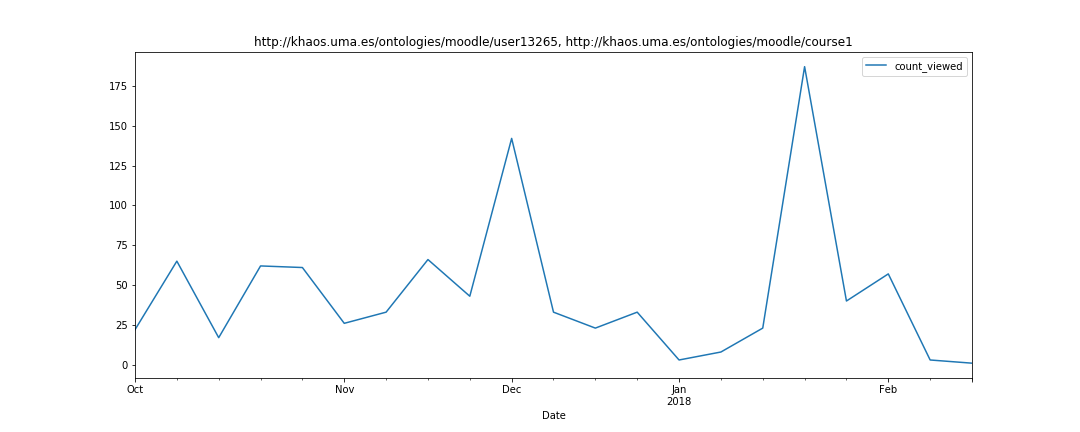 http://khaos.uma.es/ontologies/moodle/user13265, http://khaos.uma.es/ontologies/moodle/course1
count_viewed
175
150
125
100
75
50
25
0
Oct Nov Dec Jan Feb
2018
Date